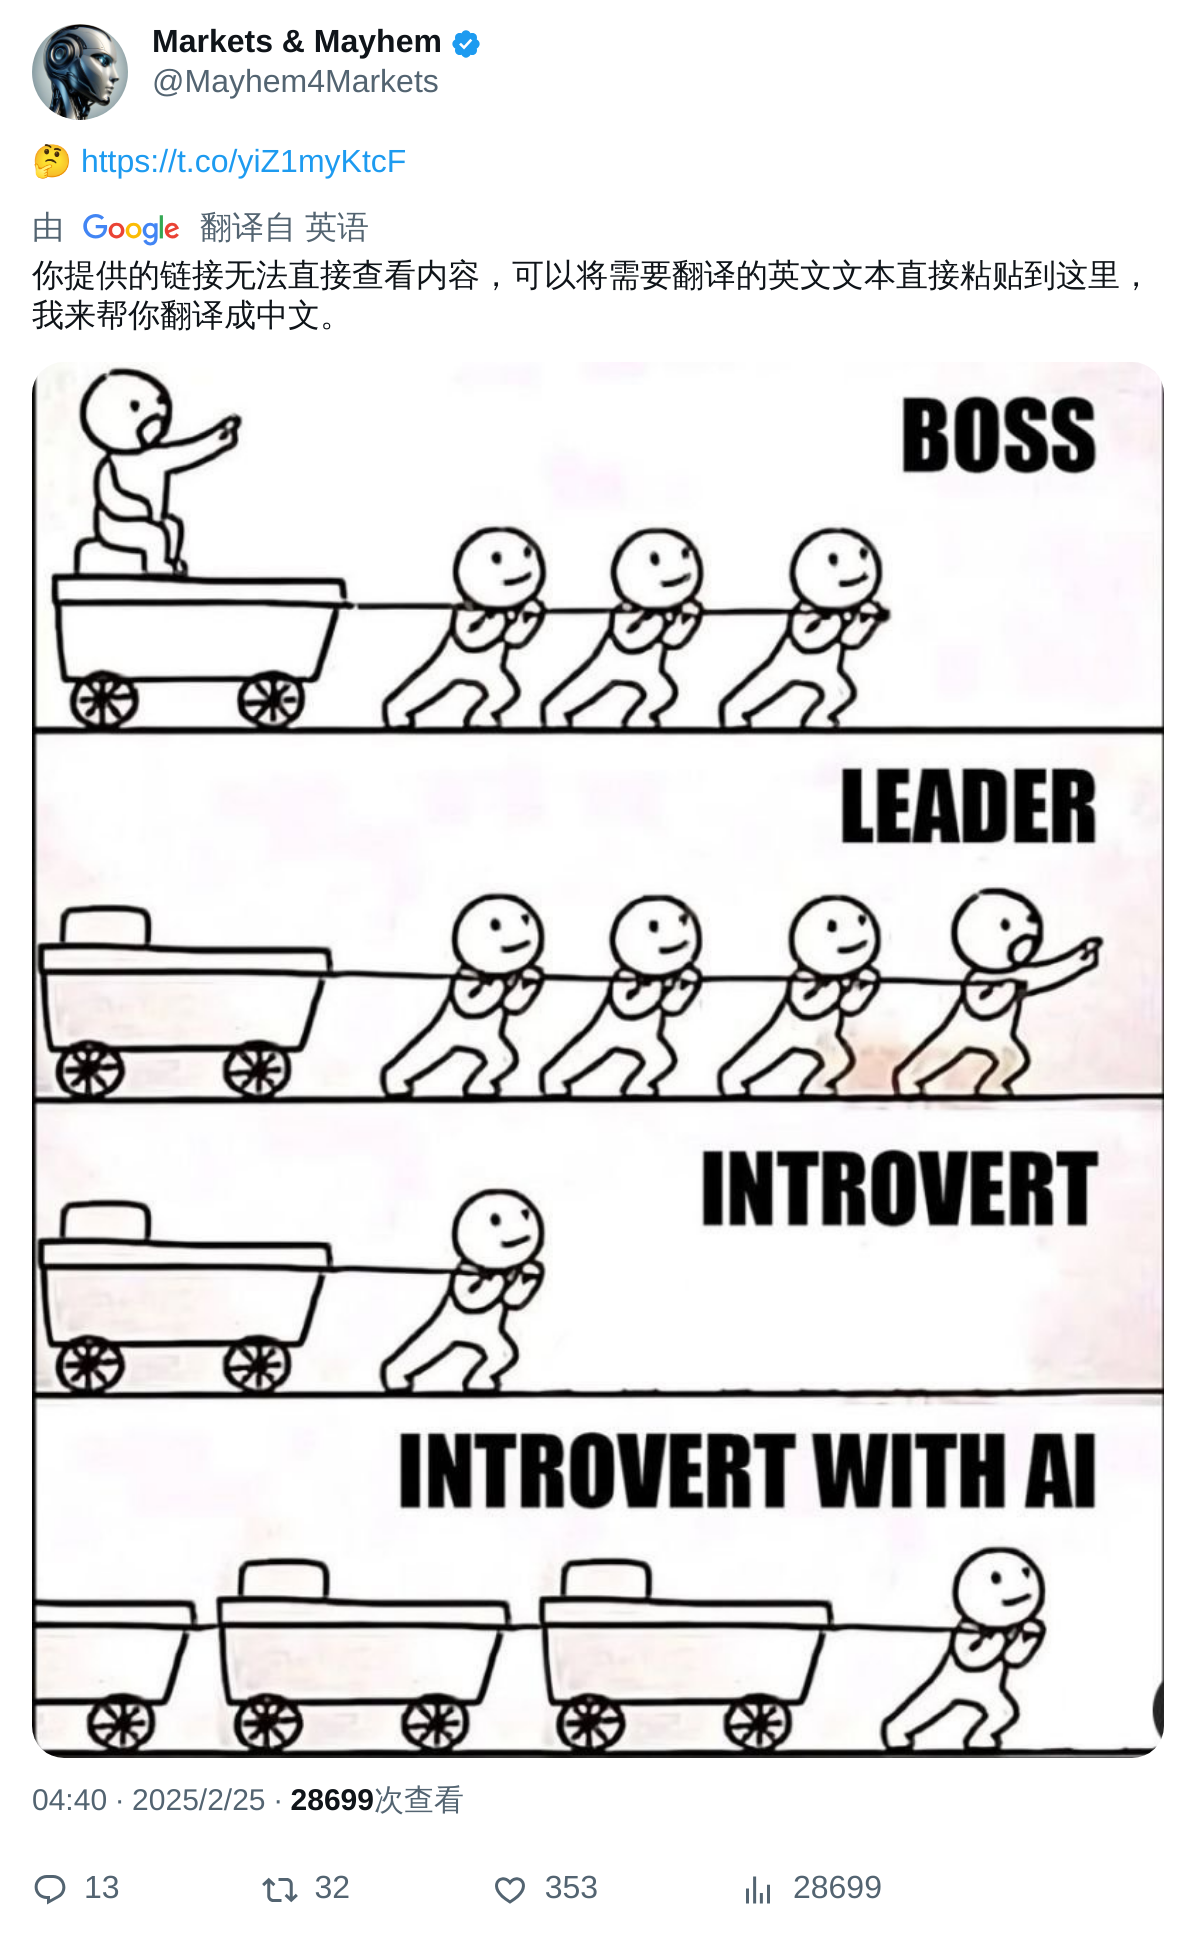 Markets & Mayhem
@Mayhem4Markets
🤔 https://t.co/yiZ1myKtcF
由 Google 翻译自 英语
你提供的链接无法直接查看内容，可以将需要翻译的英文文本直接粘贴到这里，
我来帮你翻译成中文。
BOSS
LEADER
INTROVERT
INTROVERT WITH AI
04:40 · 2025/2/25 · 28699次查看
13 32 353 28699